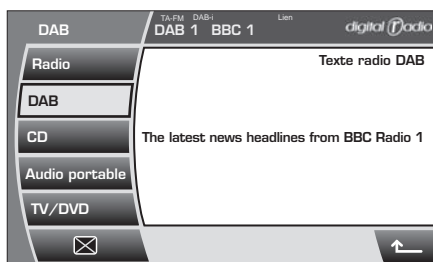 DAB
TA-FM DAB-i Lien
DAB 1 BBC 1
digital radio
Radio
Texte radio DAB
DAB
CD
The latest news headlines from BBC Radio 1
Audio portable
TV/DVD